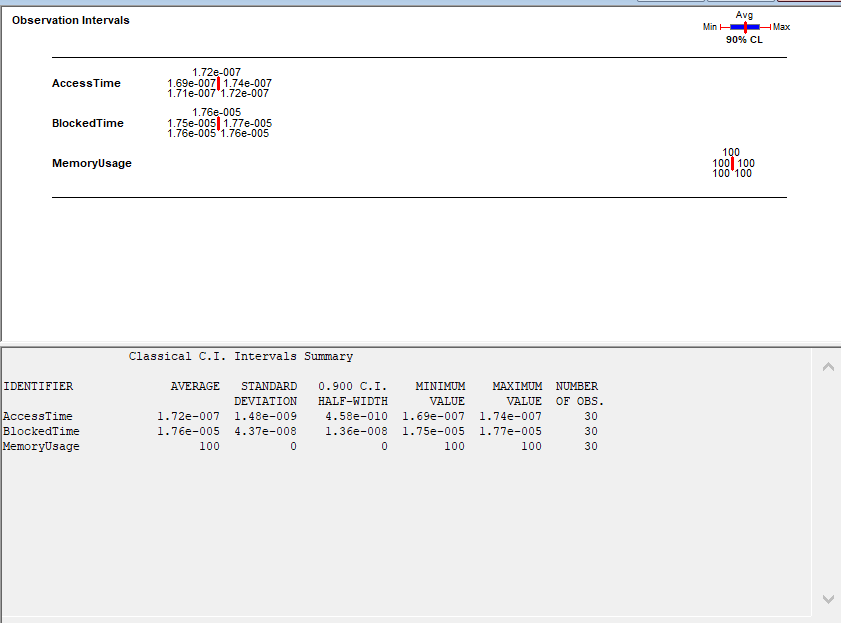 Observation Intervals
Avg
Min Max
90% CL
1.72e-007
AccessTime 1.69e-007 1.74e-007
1.71e-007 1.72e-007
1.76e-005
BlockedTime 1.75e-005 1.77e-005
1.76e-005 1.76e-005
100
MemoryUsage 100 100
100 100
Classical C.I. Intervals Summary
IDENTIFIER AVERAGE STANDARD 0.900 C.I. MINIMUM MAXIMUM NUMBER
DEVIATION HALF-WIDTH VALUE VALUE OF OBS.
AccessTime 1.72e-007 1.48e-009 4.58e-010 1.69e-007 1.74e-007 30
BlockedTime 1.76e-005 4.37e-008 1.36e-008 1.75e-005 1.77e-005 30
MemoryUsage 100 0 0 100 100 30